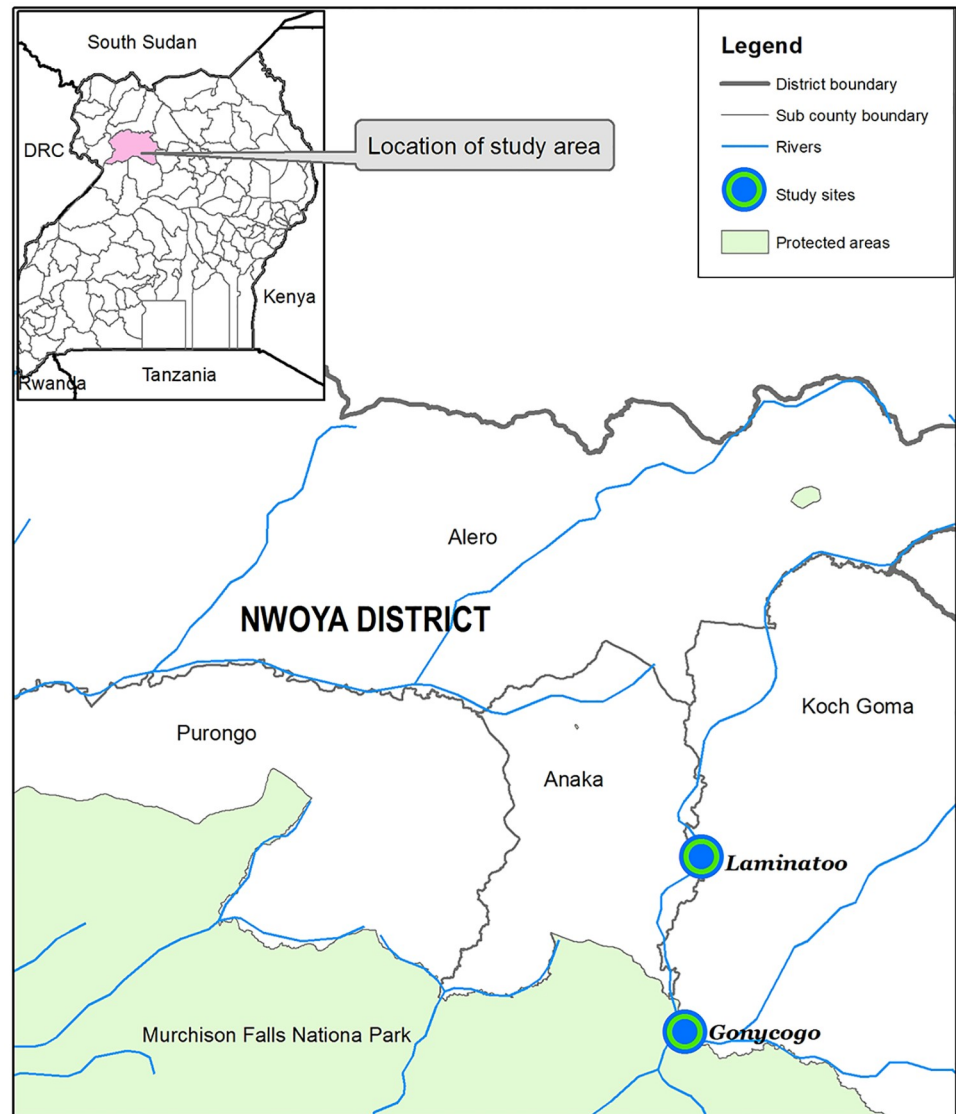 South Sudan
DRC
Location of study area
Kenya
Rwanda
Tanzania
Legend
District boundary
Sub county boundary
Rivers
Study sites
Protected areas
Alero
NWOYA DISTRICT
Koch Goma
Purongo
Anaka
Laminatoo
Murchison Falls Nationa Park
Gonycogo